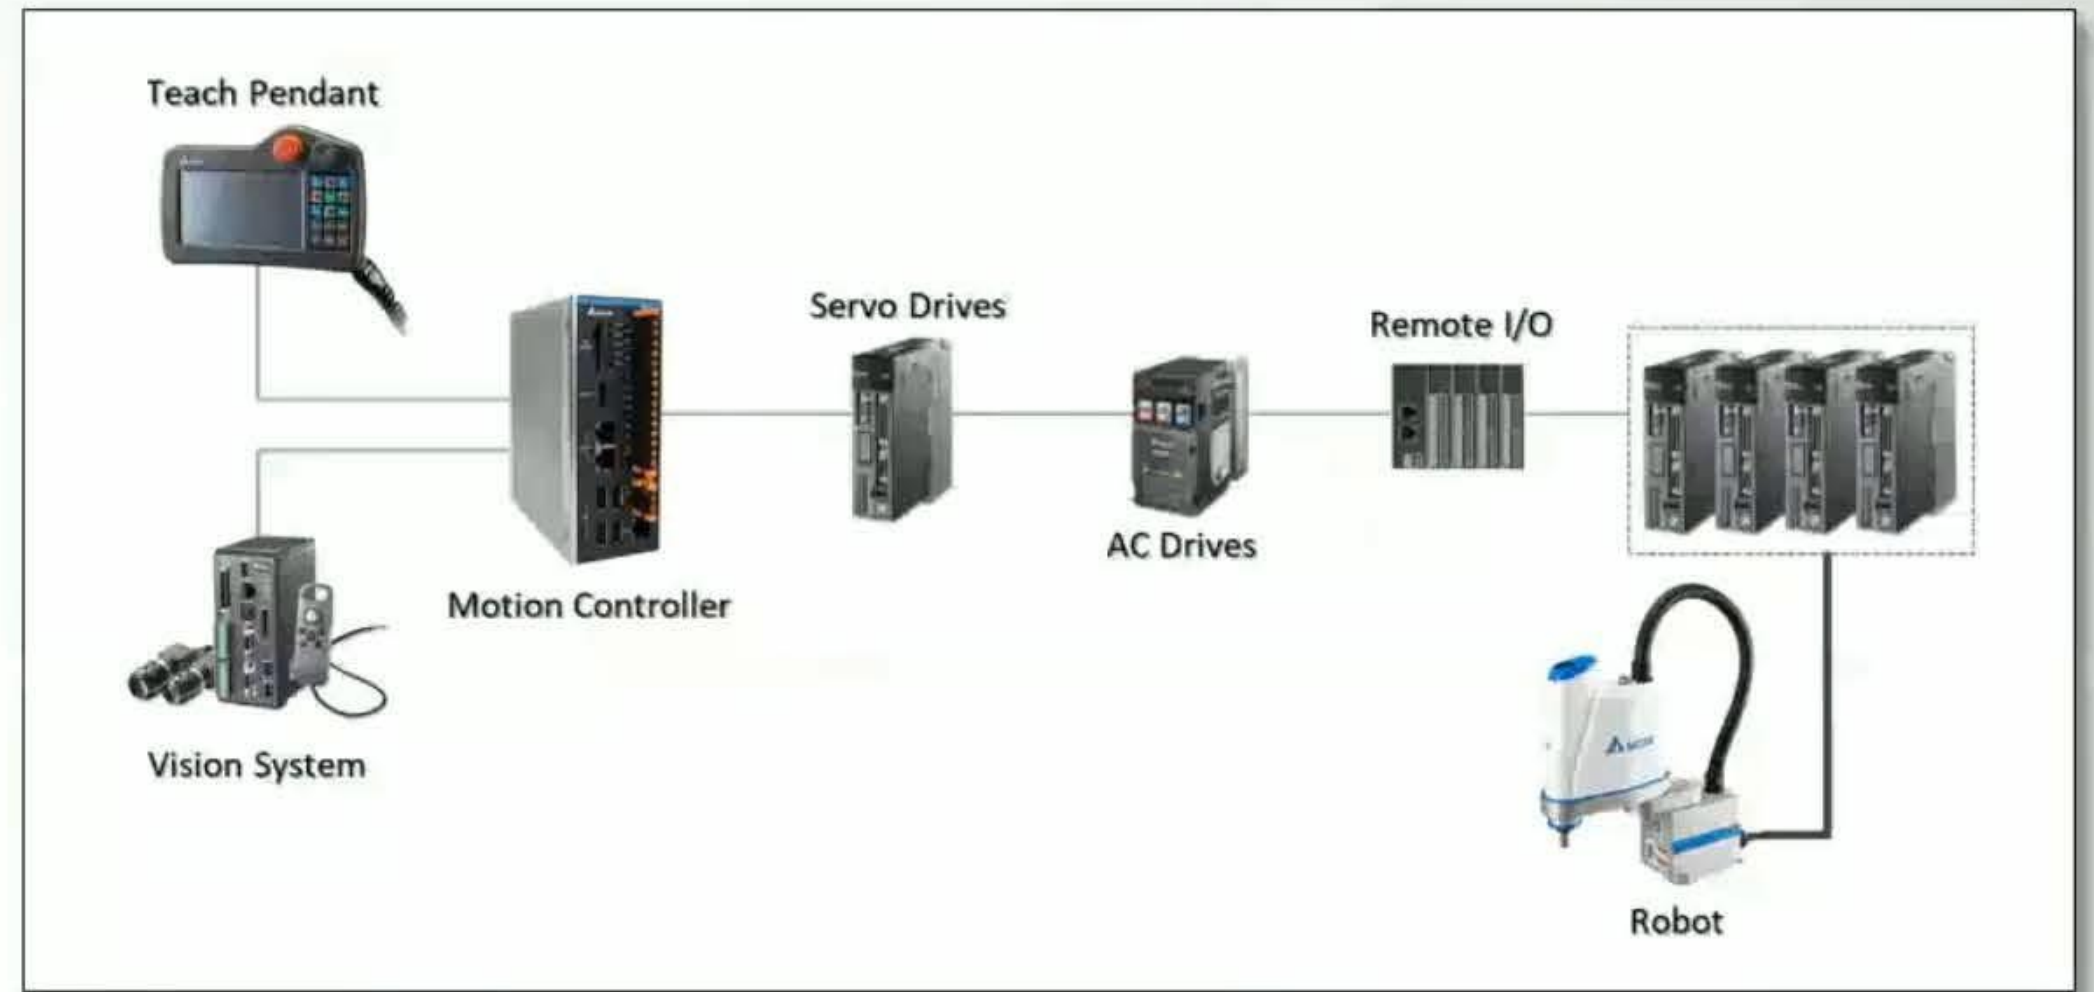 Teach Pendant
Servo Drives
Remote I/O
AC Drives
Motion Controller
Vision System
Robot